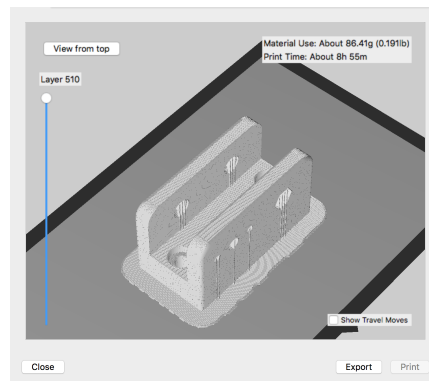 View from top
Material Use: About 86.41g (0.191lb)
Print Time: About 8h 55m
Layer 510
Show Travel Moves
Close
Export
Print